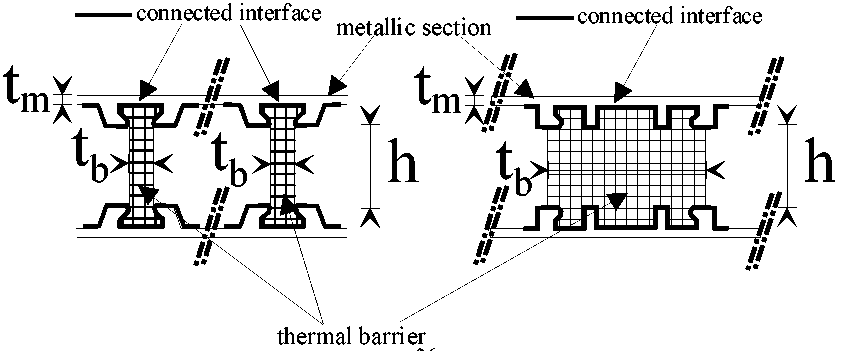 connected interface
metallic section
connected interface
tm
tm
tb
tb
h
tb
h
thermal barrier